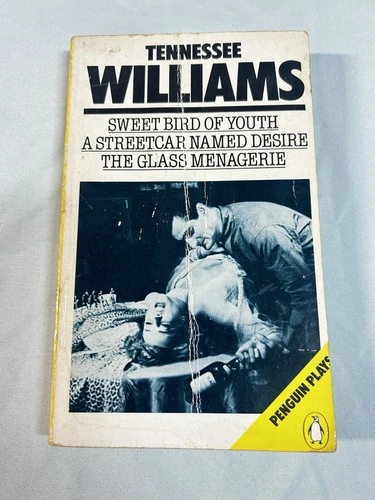 TENNESSEE
WILLIAMS
SWEET BIRD OF YOUTH
A STREETCAR NAMED DESIRE
THE GLASS MENAGERIE
PENGUIN PLAYS